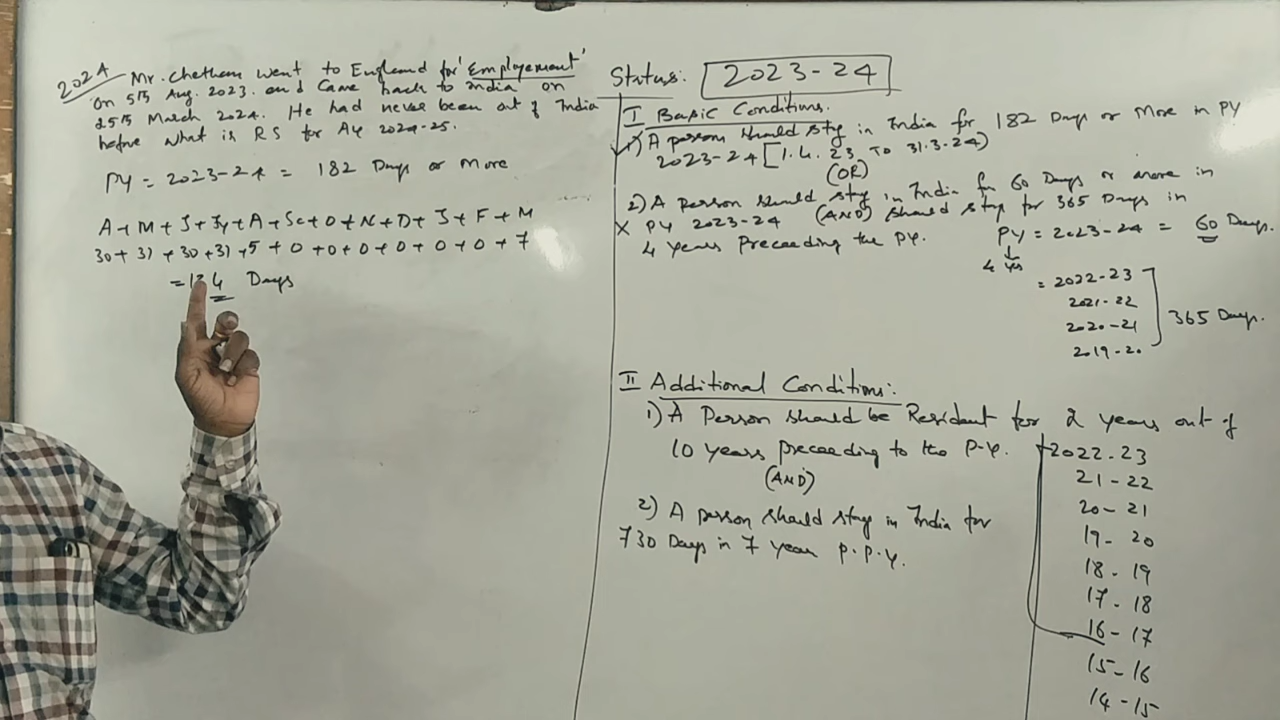 2024
Mr. Chethan went to England for 'Employement'
on 5th Aug. 2023. and Came back to India on
25th March 2024. He had never been out of India
before what is RS for AY 2024-25.
PY = 2023-24 = 182 Days or More
A + M + J + Jy + A + Se + O + N + D + J + F + M
30 + 31 + 30 + 31 + 5 + 0 + 0 + 0 + 0 + 0 + 0 + 7
= 4 Days
Status: 2023-24
I Basic Conditions.
1) A person should stay in India for 182 Days or More in PY
2023-24 [1.4.23 TO 31.3.24)
(OR)
2) A person should stay in India for 60 Days or more in
X PY 2023-24 (AND) should stay for 365 Days in
4 years preceeding the PY.
PY = 2023-24 = 60 Days.
4 yrs
= 2022-23
2021-22
2020-21
2019-20
365 Days.
II Additional Conditions:
1) A Person should be Resident for 2 years out of
10 years preceeding to the P.Y.
(AND)
2) A person should stay in India for
730 Days in 7 year P.P.Y.
2022-23
21-22
20-21
19-20
18-19
17-18
16-17
15-16
14-15